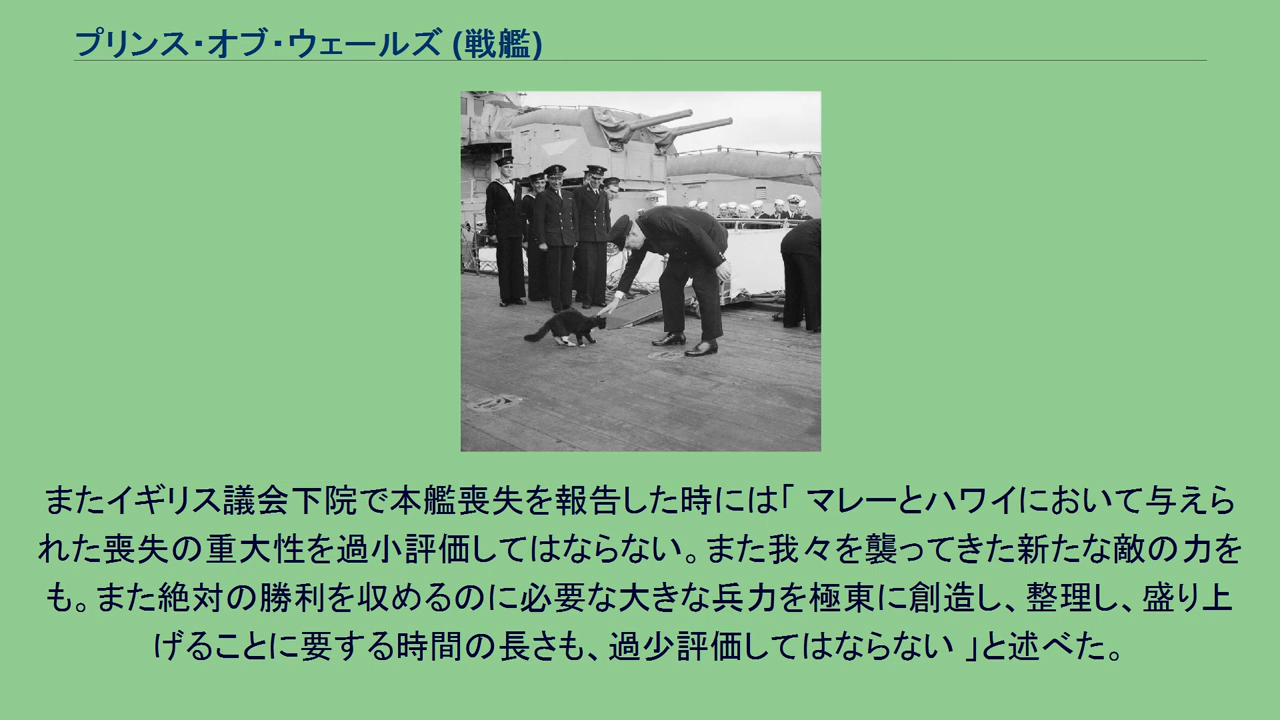 プリンス・オブ・ウェールズ (戦艦)
またイギリス議会下院で本艦喪失を報告した時には「 マレーとハワイにおいて与えら
れた喪失の重大性を過小評価してはならない。また我々を襲ってきた新たな敵の力を
も。また絶対の勝利を収めるのに必要な大きな兵力を極東に創造し、整理し、盛り上
げることに要する時間の長さも、過少評価してはならない 」と述べた。